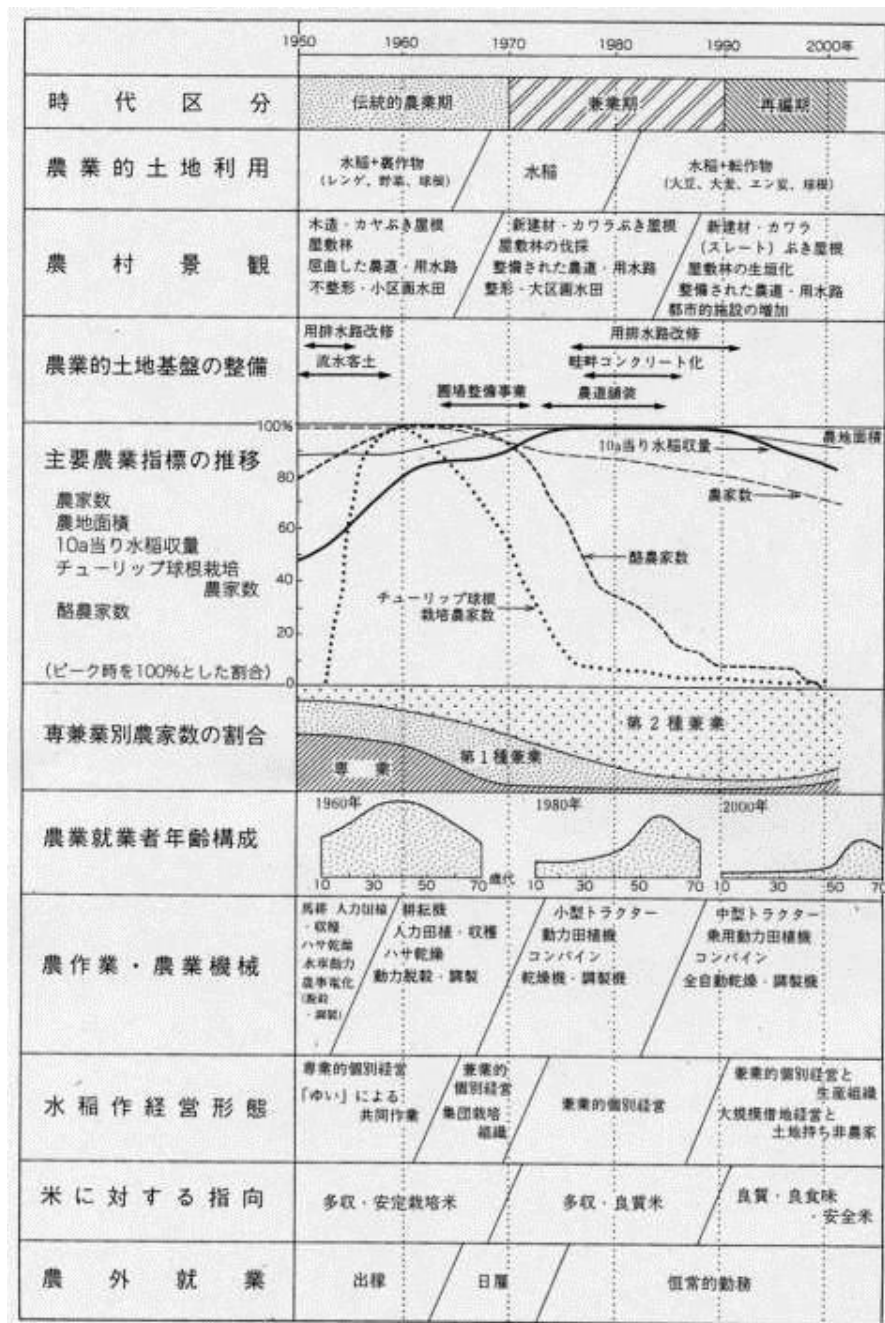 1950 1960 1970 1980 1990 2000年
時代区分
伝統的農業期 兼業期 再編期
農業的土地利用
水稲+裏作物
(レンゲ、野菜、球根)
水稲
水稲+転作物
(大豆、大麦、エン麦、球根)
農村景観
木造・カヤぶき屋根
屋敷林
屈曲した農道・用水路
不整形・小区画水田
新建材・カワラぶき屋根
屋敷林の伐採
整備された農道・用水路
整形・大区画水田
新建材・カワラ
(スレート)ぶき屋根
屋敷林の生垣化
整備された農道・用水路
都市的施設の増加
農業的土地基盤の整備
用排水路改修
流水客土
圃場整備事業
用排水路改修
畦畔コンクリート化
農道舗装
主要農業指標の推移
農家数
農地面積
10a当り水稲収量
チューリップ球根栽培
農家数
酪農家数
(ピーク時を100%とした割合)
100%
80
60
40
20
0
農地面積
10a当り水稲収量
農家数
酪農家数
チューリップ球根
栽培農家数
専兼業別農家数の割合
第2種兼業
第1種兼業
専業
農業就業者年齢構成
1960年
10 30 50 70 歳代
1980年
10 30 50 70
2000年
10 30 50 70
農作業・農業機械
馬耕 人力田植
・収穫
ハサ乾燥
水車動力
農事電化
(脱穀
・調製)
耕耘機
人力田植・収穫
ハサ乾燥
動力脱穀・調製
小型トラクター
動力田植機
コンバイン
乾燥機・調製機
中型トラクター
乗用動力田植機
コンバイン
全自動乾燥・調製機
水稲作経営形態
専業的個別経営
「ゆい」による
共同作業
兼業的
個別経営
集団栽培
組織
兼業的個別経営
兼業的個別経営と
生産組織
大規模借地経営と
土地持ち非農家
米に対する指向
多収・安定栽培米
多収・良質米
良質・良食味
・安全米
農外就業
出稼
日雇
恒常的勤務